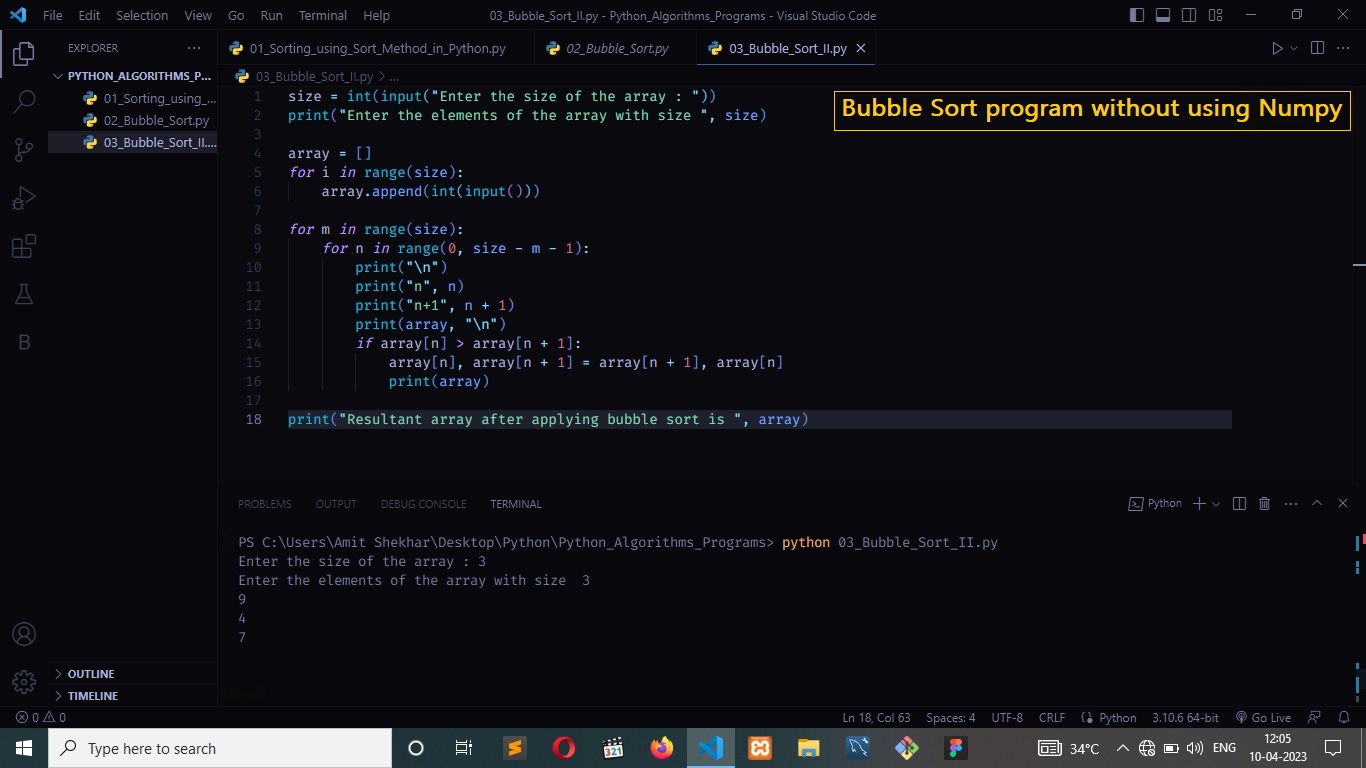 File Edit Selection View Go Run Terminal Help
03_Bubble_Sort_II.py - Python_Algorithms_Programs - Visual Studio Code
EXPLORER
01_Sorting_using_Sort_Method_in_Python.py 02_Bubble_Sort.py 03_Bubble_Sort_II.py
PYTHON_ALGORITHMS_P...
01_Sorting_using_...
02_Bubble_Sort.py
03_Bubble_Sort_II....
03_Bubble_Sort_II.py > ...
Bubble Sort program without using Numpy
1 size = int(input("Enter the size of the array : "))
2 print("Enter the elements of the array with size ", size)
3
4 array = []
5 for i in range(size):
6     array.append(int(input()))
7
8 for m in range(size):
9     for n in range(0, size - m - 1):
10         print("\n")
11         print("n", n)
12         print("n+1", n + 1)
13         print(array, "\n")
14         if array[n] > array[n + 1]:
15             array[n], array[n + 1] = array[n + 1], array[n]
16             print(array)
17
18 print("Resultant array after applying bubble sort is ", array)
B
PROBLEMS OUTPUT DEBUG CONSOLE TERMINAL
Python
PS C:\Users\Amit Shekhar\Desktop\Python\Python_Algorithms_Programs> python 03_Bubble_Sort_II.py
Enter the size of the array : 3
Enter the elements of the array with size  3
9
4
7
OUTLINE
TIMELINE
0 0
Ln 18, Col 63 Spaces: 4 UTF-8 CRLF Python 3.10.6 64-bit Go Live
Type here to search
321
34°C
ENG
12:05
10-04-2023